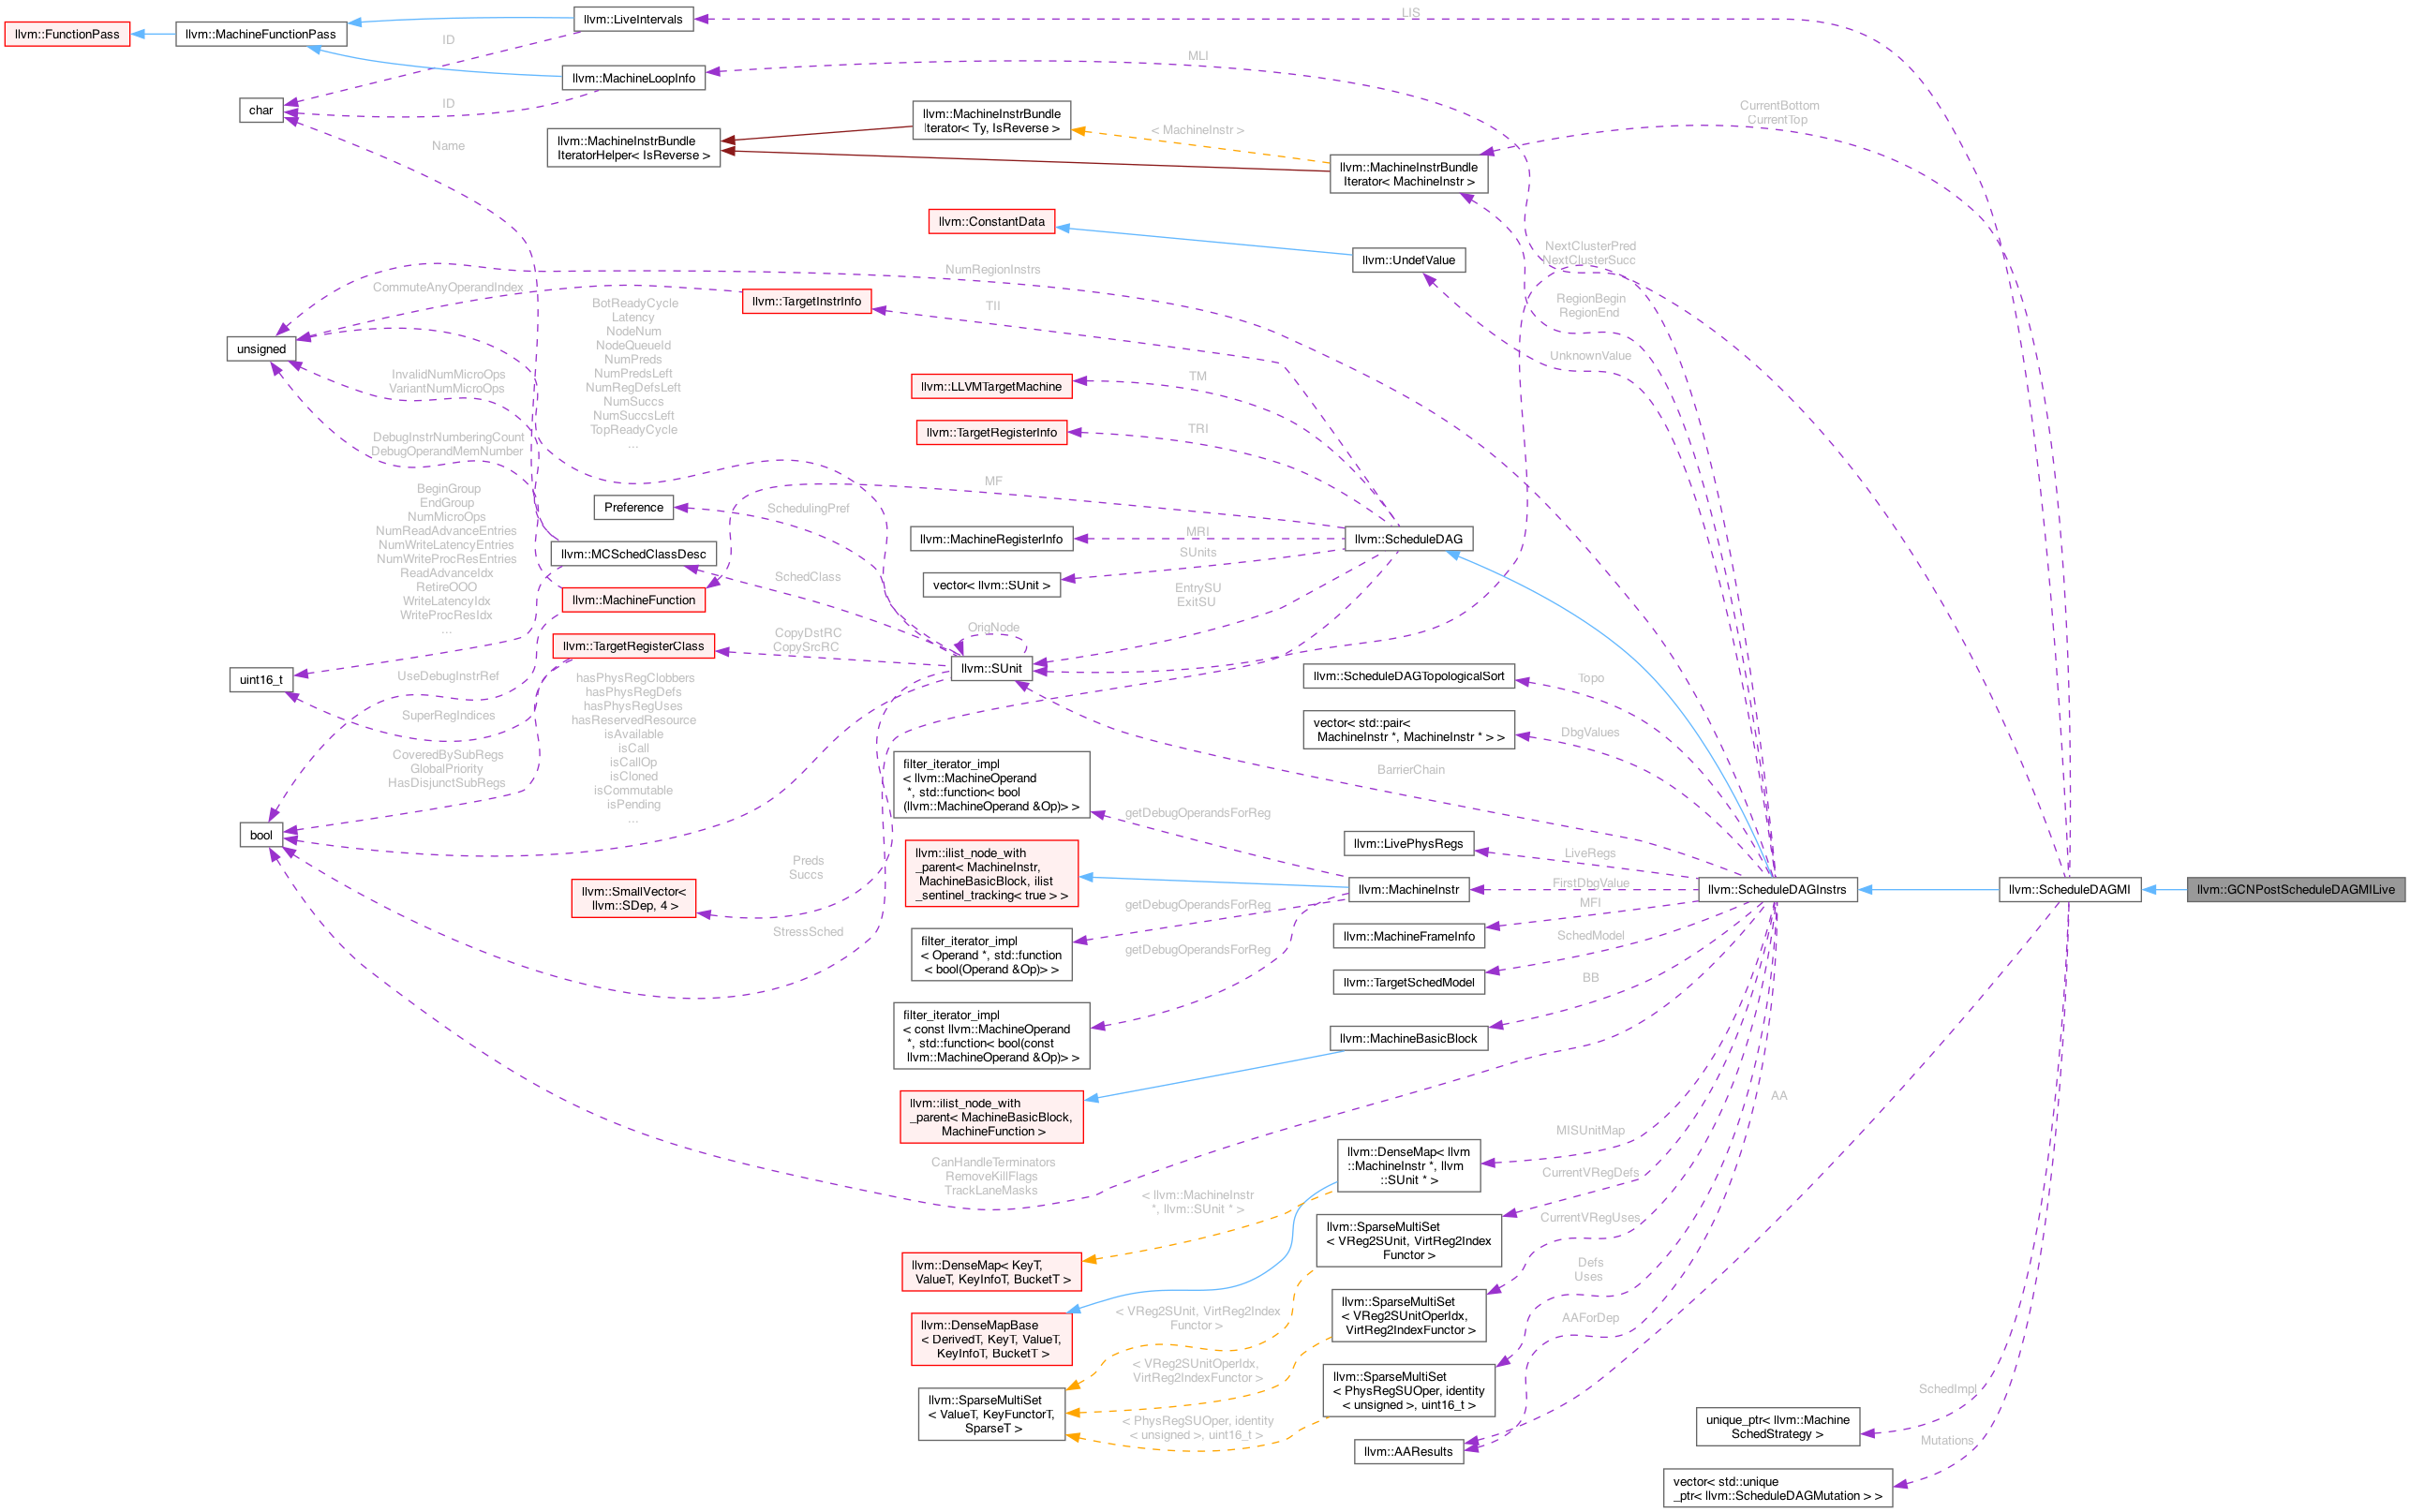 llvm::FunctionPass
llvm::MachineFunctionPass
llvm::LiveIntervals
LIS
ID
llvm::MachineLoopInfo
MLI
ID
char
Name
llvm::MachineInstrBundle
IteratorHelper< IsReverse >
llvm::MachineInstrBundle
Iterator< Ty, IsReverse >
< MachineInstr >
llvm::MachineInstrBundle
Iterator< MachineInstr >
CurrentBottom
CurrentTop
llvm::ConstantData
llvm::UndefValue
NextClusterPred
NextClusterSucc
NumRegionInstrs
CommuteAnyOperandIndex
llvm::TargetInstrInfo
TII
RegionBegin
RegionEnd
unsigned
BotReadyCycle
Latency
NodeNum
NodeQueueId
NumPreds
NumPredsLeft
NumRegDefsLeft
NumSuccs
NumSuccsLeft
TopReadyCycle
...
UnknownValue
InvalidNumMicroOps
VariantNumMicroOps
llvm::LLVMTargetMachine
TM
llvm::TargetRegisterInfo
TRI
DebugInstrNumberingCount
DebugOperandMemNumber
MF
BeginGroup
EndGroup
NumMicroOps
NumReadAdvanceEntries
NumWriteLatencyEntries
NumWriteProcResEntries
ReadAdvanceIdx
RetireOOO
WriteLatencyIdx
WriteProcResIdx
...
Preference
SchedulingPref
llvm::MachineRegisterInfo
MRI
llvm::ScheduleDAG
llvm::MCSchedClassDesc
SchedClass
vector< llvm::SUnit >
SUnits
llvm::MachineFunction
EntrySU
ExitSU
OrigNode
llvm::TargetRegisterClass
CopyDstRC
CopySrcRC
llvm::SUnit
uint16_t
UseDebugInstrRef
SuperRegIndices
hasPhysRegClobbers
hasPhysRegDefs
hasPhysRegUses
hasReservedResource
isAvailable
isCall
isCallOp
isCloned
isCommutable
isPending
...
llvm::ScheduleDAGTopologicalSort
Topo
vector< std::pair<
MachineInstr *, MachineInstr * > >
DbgValues
CoveredBySubRegs
GlobalPriority
HasDisjunctSubRegs
BarrierChain
filter_iterator_impl
< llvm::MachineOperand
*, std::function< bool
(llvm::MachineOperand &Op)> >
getDebugOperandsForReg
bool
llvm::LivePhysRegs
LiveRegs
llvm::ilist_node_with
_parent< MachineInstr,
MachineBasicBlock, ilist
_sentinel_tracking< true > >
Preds
Succs
llvm::SmallVector<
llvm::SDep, 4 >
llvm::MachineInstr
FirstDbgValue
llvm::ScheduleDAGInstrs
llvm::ScheduleDAGMI
llvm::GCNPostScheduleDAGMILive
getDebugOperandsForReg
MFI
StressSched
llvm::MachineFrameInfo
SchedModel
filter_iterator_impl
< Operand *, std::function
< bool(Operand &Op)> >
getDebugOperandsForReg
llvm::TargetSchedModel
BB
filter_iterator_impl
< const llvm::MachineOperand
*, std::function< bool(const
llvm::MachineOperand &Op)> >
llvm::MachineBasicBlock
AA
llvm::ilist_node_with
_parent< MachineBasicBlock,
MachineFunction >
MISUnitMap
CanHandleTerminators
RemoveKillFlags
TrackLaneMasks
llvm::DenseMap< llvm
::MachineInstr *, llvm
::SUnit * >
CurrentVRegDefs
< llvm::MachineInstr
*, llvm::SUnit * >
CurrentVRegUses
llvm::SparseMultiSet
< VReg2SUnit, VirtReg2Index
Functor >
llvm::DenseMap< KeyT,
ValueT, KeyInfoT, BucketT >
Defs
Uses
< VReg2SUnit, VirtReg2Index
Functor >
llvm::SparseMultiSet
< VReg2SUnitOperIdx,
VirtReg2IndexFunctor >
AAForDep
llvm::DenseMapBase
< DerivedT, KeyT, ValueT,
KeyInfoT, BucketT >
< VReg2SUnitOperIdx,
VirtReg2IndexFunctor >
llvm::SparseMultiSet
< PhysRegSUOper, identity
< unsigned >, uint16_t >
SchedImpl
llvm::SparseMultiSet
< ValueT, KeyFunctorT,
SparseT >
< PhysRegSUOper, identity
< unsigned >, uint16_t >
unique_ptr< llvm::Machine
SchedStrategy >
llvm::AAResults
Mutations
vector< std::unique
_ptr< llvm::ScheduleDAGMutation > >